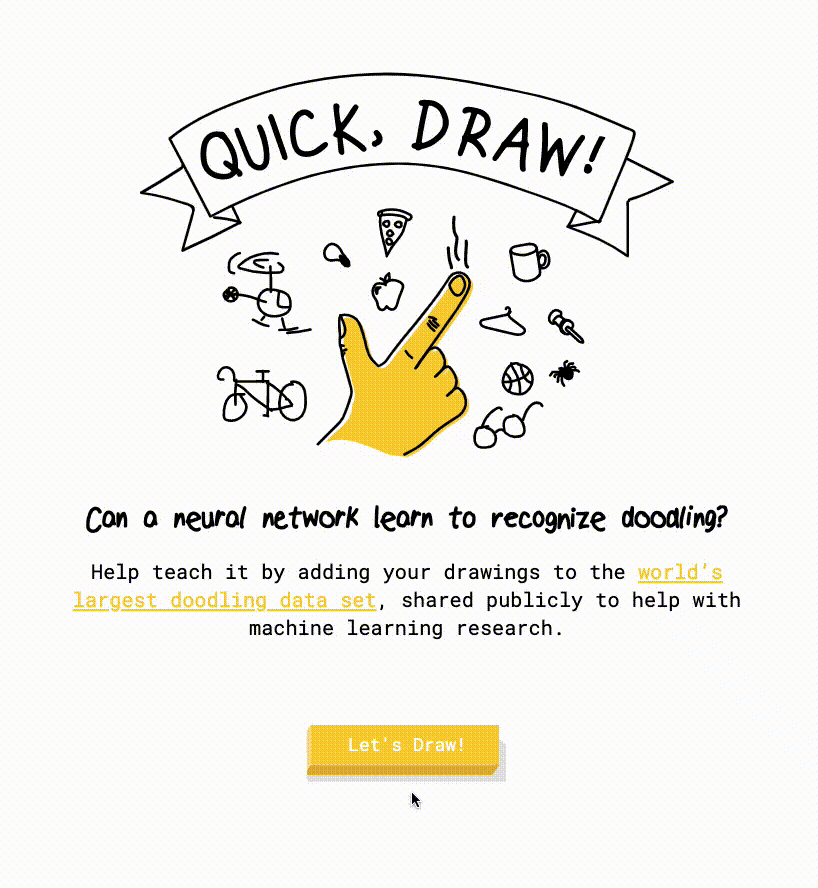 QUICK, DRAW!
Can a neural network learn to recognize doodling?
Help teach it by adding your drawings to the world's
largest doodling data set, shared publicly to help with
machine learning research.
Let's Draw!